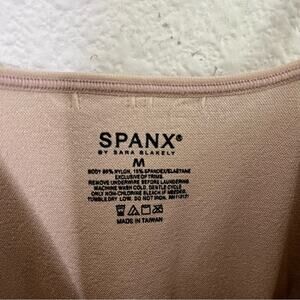 SPANX®
BY SARA BLAKELY
M
BODY 85% NYLON, 15% SPANDEX/ELASTANE
EXCLUSIVE OF TRIMS.
REMOVE UNDERWIRE BEFORE LAUNDERING
MACHINE WASH COLD, GENTLE CYCLE
ONLY NON-CHLORINE BLEACH IF NEEDED.
TUMBLE DRY LOW. DO NOT IRON.
MADE IN TAIWAN